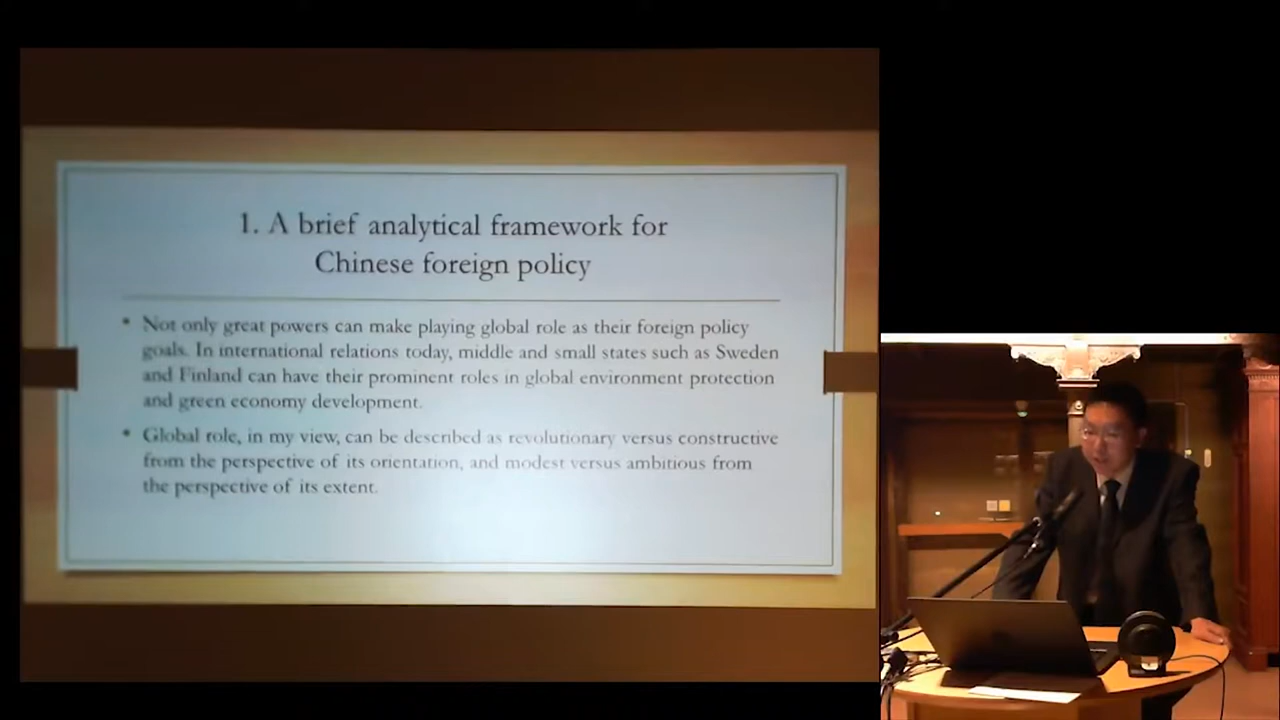 1. A brief analytical framework for
Chinese foreign policy
• Not only great powers can make playing global role as their foreign policy
goals. In international relations today, middle and small states such as Sweden
and Finland can have their prominent roles in global environment protection
and green economy development.
• Global role, in my view, can be described as revolutionary versus constructive
from the perspective of its orientation, and modest versus ambitious from
the perspective of its extent.